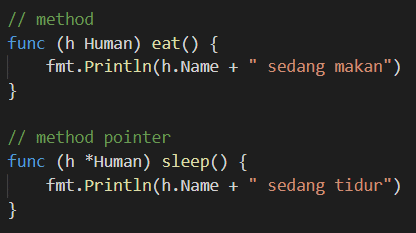 // method
func (h Human) eat() {
    fmt.Println(h.Name + " sedang makan")
}

// method pointer
func (h *Human) sleep() {
    fmt.Println(h.Name + " sedang tidur")
}